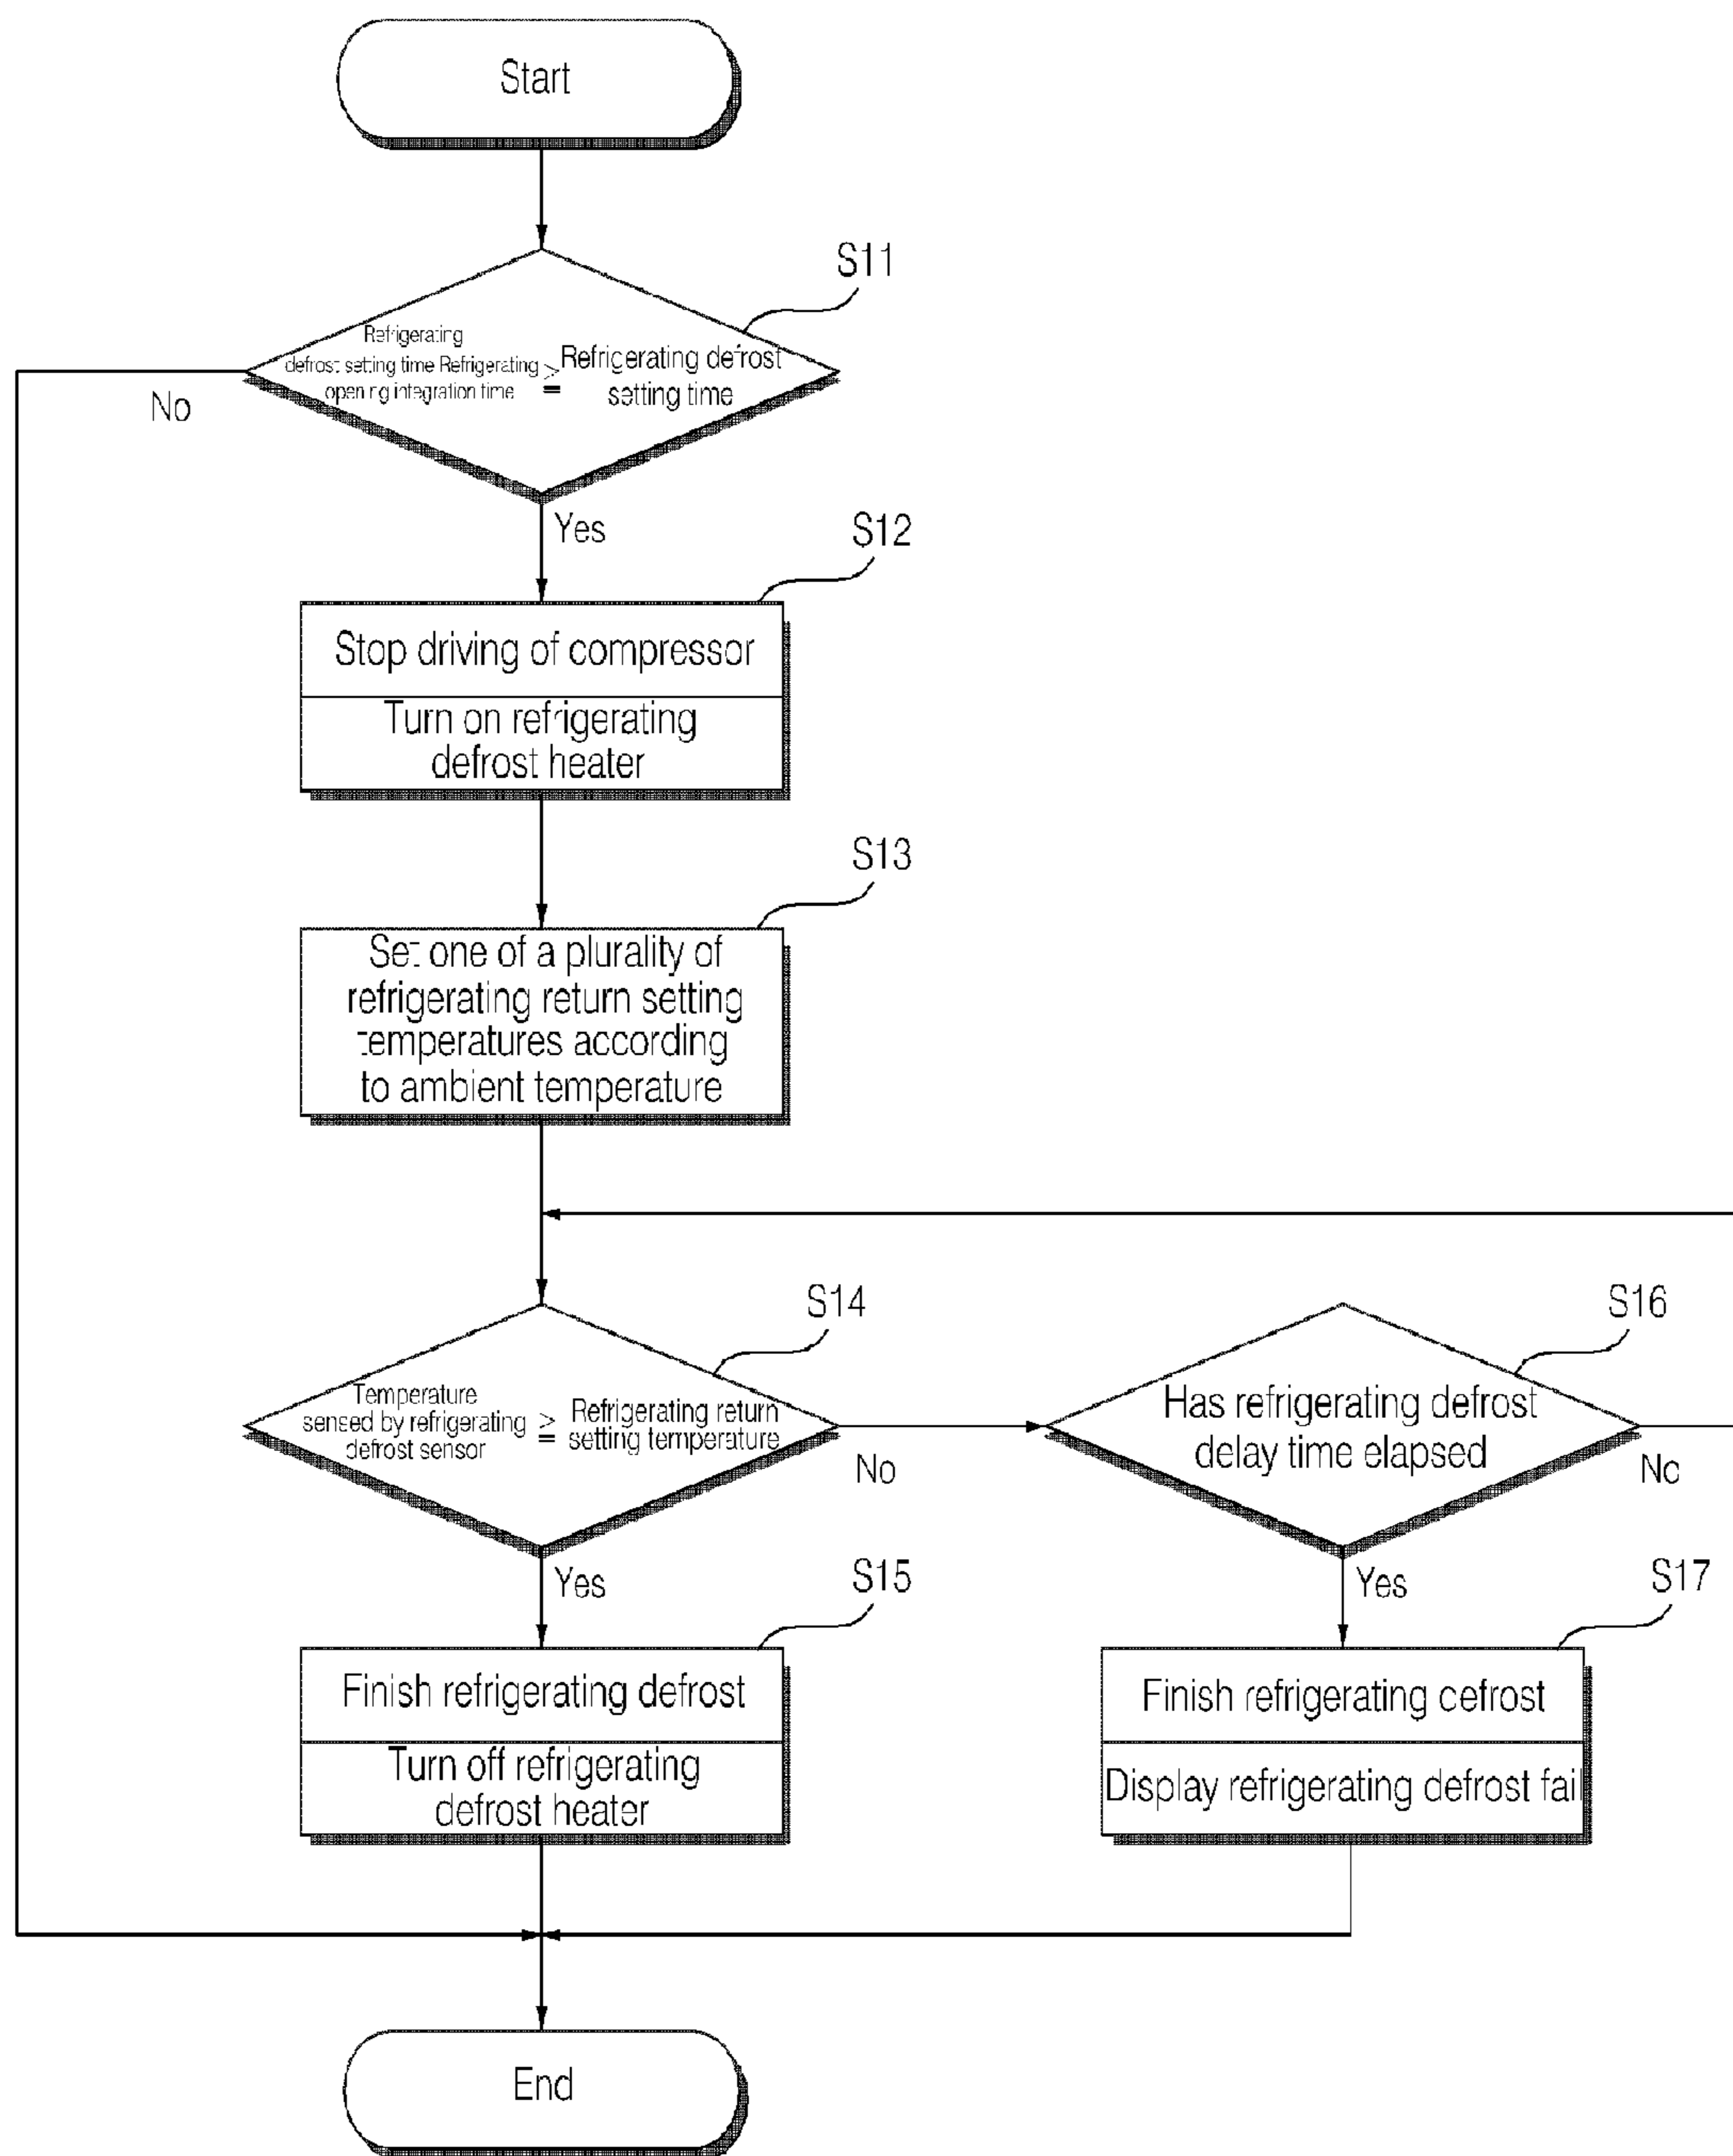 Start
S11
Refrigerating
defrost setting time Refrigerating
opening integration time
≥
Refrigerating defrost
setting time
No
Yes
S12
Stop driving of compressor
Turn on refrigerating
defrost heater
S13
Set one of a plurality of
refrigerating return setting
temperatures according
to ambient temperature
S14
Temperature
sensed by refrigerating
defrost sensor
≥
Refrigerating return
setting temperature
No
S16
Has refrigerating defrost
delay time elapsed
No
Yes
S15
Finish refrigerating defrost
Turn off refrigerating
defrost heater
Yes
S17
Finish refrigerating defrost
Display refrigerating defrost fail
End